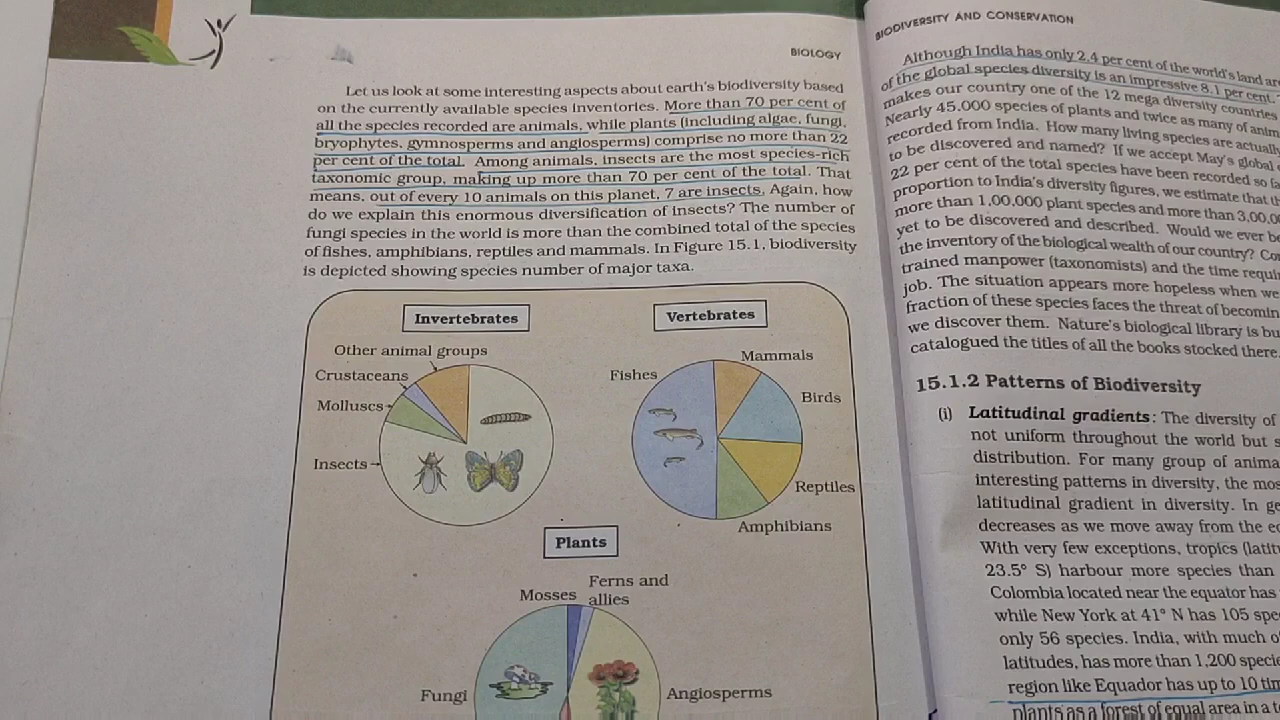 BIOLOGY
Let us look at some interesting aspects about earth's biodiversity based
on the currently available species inventories. More than 70 per cent of
all the species recorded are animals, while plants (including algae, fungi,
bryophytes, gymnosperms and angiosperms) comprise no more than 22
per cent of the total. Among animals, insects are the most species-rich
taxonomic group, making up more than 70 per cent of the total. That
means, out of every 10 animals on this planet, 7 are insects. Again, how
do we explain this enormous diversification of insects? The number of
fungi species in the world is more than the combined total of the species
of fishes, amphibians, reptiles and mammals. In Figure 15.1, biodiversity
is depicted showing species number of major taxa.
Invertebrates
Other animal groups
Crustaceans
Molluscs
Insects
Vertebrates
Mammals
Fishes
Birds
Reptiles
Amphibians
Plants
Ferns and
Mosses allies
Fungi
Angiosperms
BIODIVERSITY AND CONSERVATION
Although India has only 2.4 per cent of the world's land
of the global species diversity is an impressive 8.1 per cent.
makes our country one of the 12 mega diversity countries
Nearly 45,000 species of plants and twice as many of
recorded from India. How many living species are
to be discovered and named? If we accept May's global
22 per cent of the total species have been recorded so
proportion to India's diversity figures, we estimate that
more than 1,00,000 plant species and more than
yet to be discovered and described. Would we ever
the inventory of the biological wealth of our country?
trained manpower (taxonomists) and the time
job. The situation appears more hopeless when we
fraction of these species faces the threat of
we discover them. Nature's biological library is
catalogued the titles of all the books stocked there.
15.1.2 Patterns of Biodiversity
(i) Latitudinal gradients: The diversity of
not uniform throughout the world but
distribution. For many group of
interesting patterns in diversity, the
latitudinal gradient in diversity. In
decreases as we move away from the
With very few exceptions, tropics
23.5° S) harbour more species than
Colombia located near the equator has
while New York at 41° N has 105
only 56 species. India, with much
latitudes, has more than 1,200
region like Equador has up to 10
plants as a forest of equal area in a